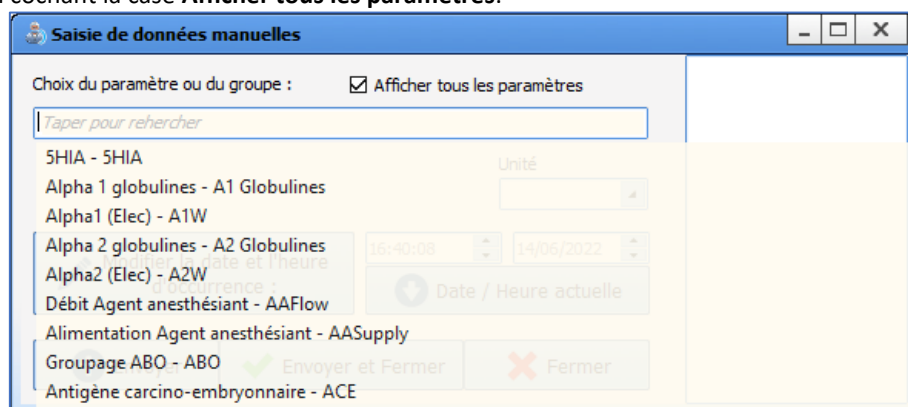 cochant la case Afficher tous les paramètres.
Saisie de données manuelles
Choix du paramètre ou du groupe : Afficher tous les paramètres
Taper pour rehercher
5HIA - 5HIA
Unité
Alpha 1 globulines - A1 Globulines
Alpha1 (Elec) - A1W
Alpha 2 globulines - A2 Globulines
16:40:08 14/06/2022
Modifier la date et l'heure
Alpha2 (Elec) - A2W
d'occurrence :
Date / Heure actuelle
Débit Agent anesthésiant - AAFlow
Alimentation Agent anesthésiant - AASupply
Groupage ABO - ABO
Envoyer Envoyer et Fermer Fermer
Antigène carcino-embryonnaire - ACE